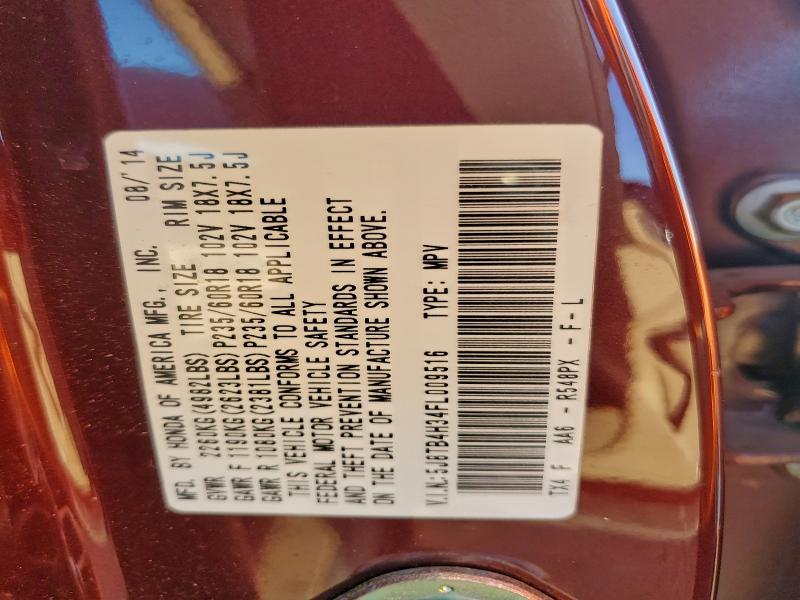 MFD. BY HONDA OF AMERICA MFG., INC. 08/'14
GVWR 2260KG(4982LBS) TIRE SIZE RIM SIZE
GAWR F 1190KG(2623LBS)P235/60R18 102V 18X7.5J
GAWR R 1080KG(2381LBS)P235/60R18 102V 18X7.5J
THIS VEHICLE CONFORMS TO ALL APPLICABLE
FEDERAL MOTOR VEHICLE SAFETY
AND THEFT PREVENTION STANDARDS IN EFFECT
ON THE DATE OF MANUFACTURE SHOWN ABOVE.
V.I.N.:5J8TB4H34FL009516 TYPE: MPV
TX4 F AA6 - R548PX - F - L